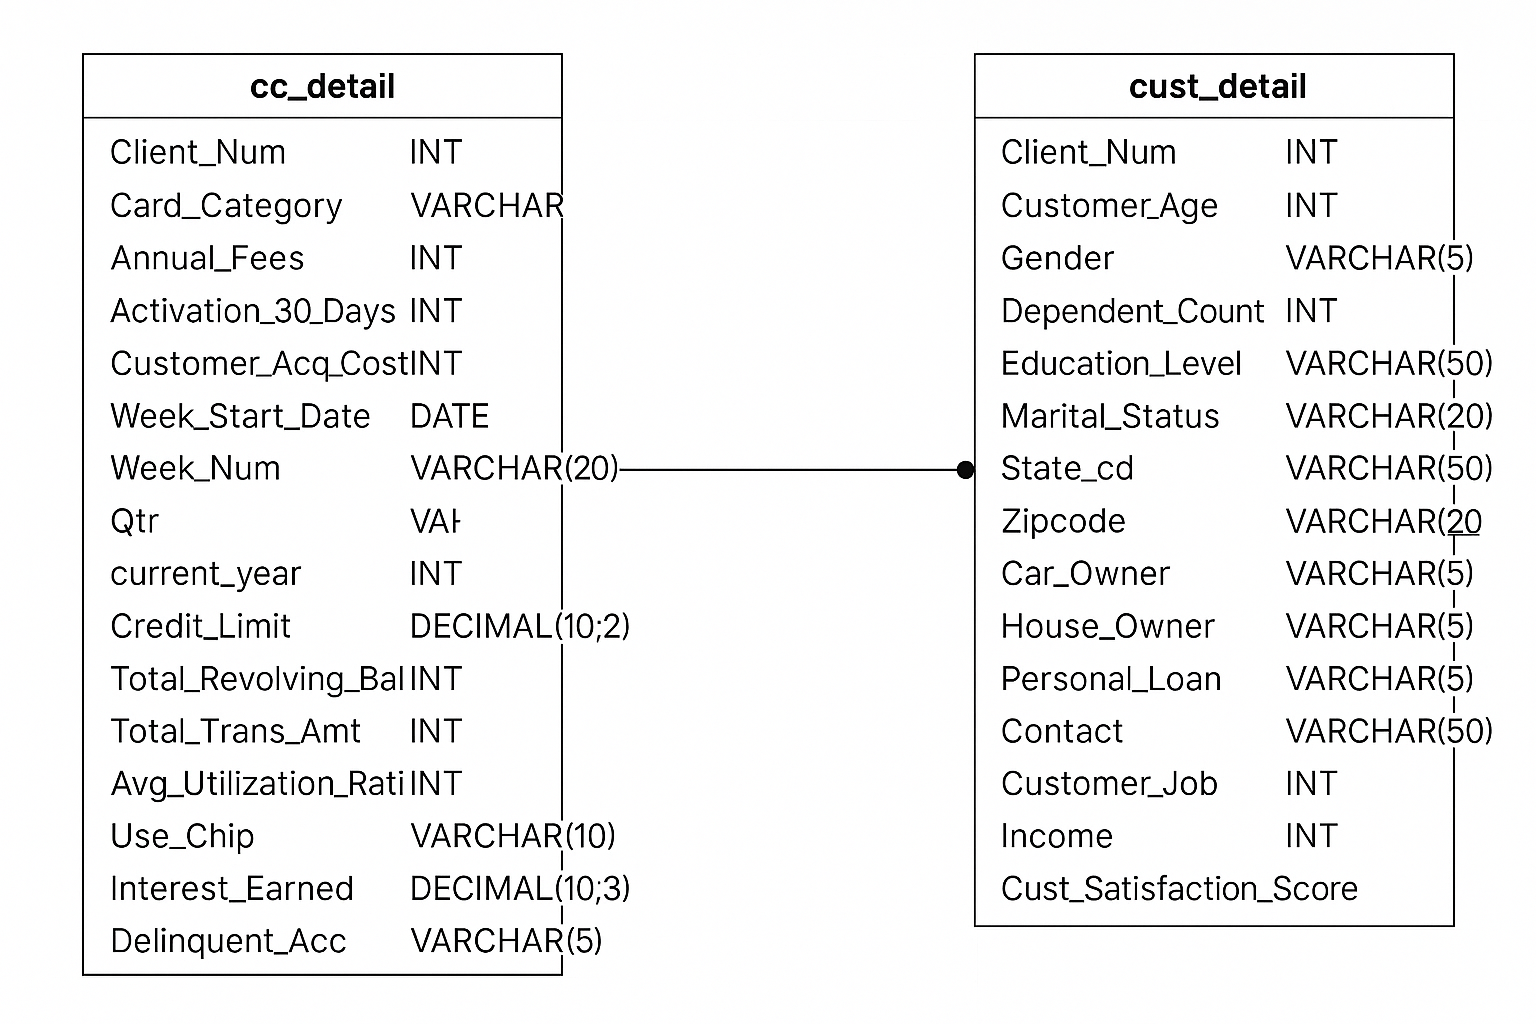 cc_detail
Client_Num INT
Card_Category VARCHAR
Annual_Fees INT
Activation_30_Days INT
Customer_Acq_Cost INT
Week_Start_Date DATE
Week_Num VARCHAR(20)
Qtr
current_year INT
Credit_Limit DECIMAL(10;2)
Total_Revolving_Bal INT
Total_Trans_Amt INT
Avg_Utilization_Rati INT
Use_Chip VARCHAR(10)
Interest_Earned DECIMAL(10;3)
Delinquent_Acc VARCHAR(5)
cust_detail
Client_Num INT
Customer_Age INT
Gender VARCHAR(5)
Dependent_Count INT
Education_Level VARCHAR(50)
Marital_Status VARCHAR(20)
State_cd VARCHAR(50)
Zipcode VARCHAR(20
Car_Owner VARCHAR(5)
House_Owner VARCHAR(5)
Personal_Loan VARCHAR(5)
Contact VARCHAR(50)
Customer_Job INT
Income INT
Cust_Satisfaction_Score